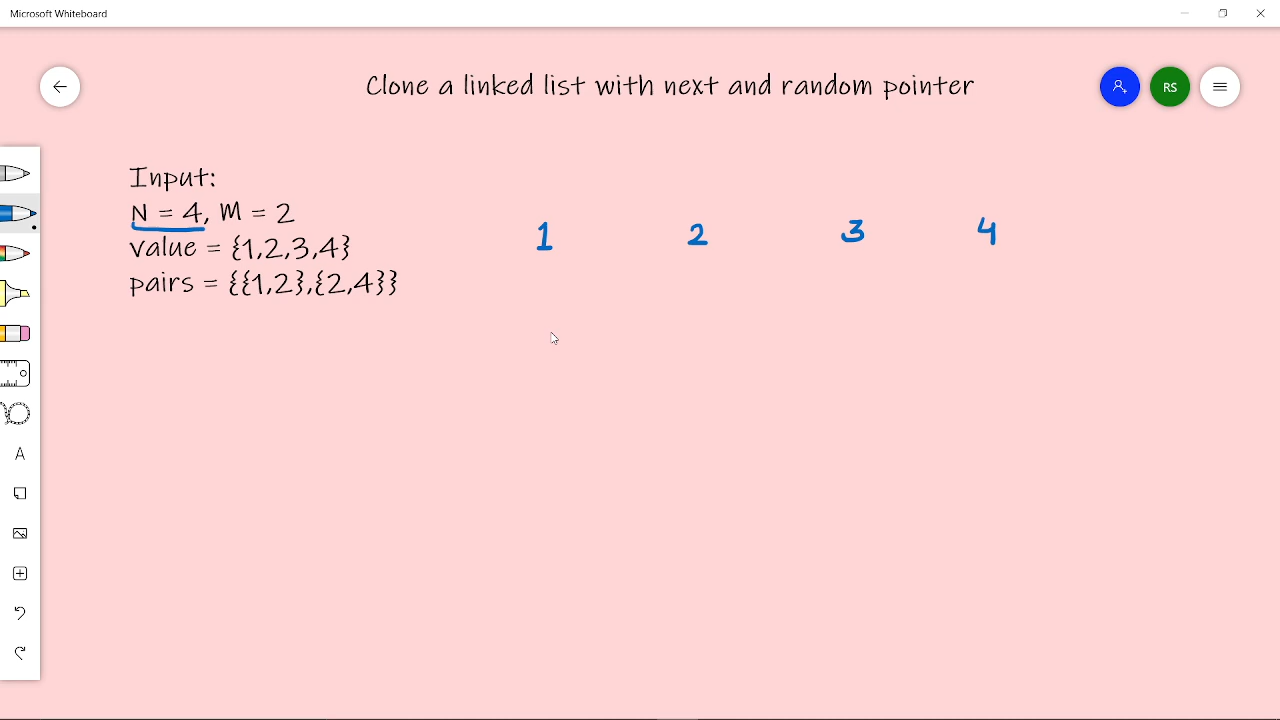 Microsoft Whiteboard
Clone a linked list with next and random pointer
RS
Input:
N = 4, M = 2
value = {1,2,3,4}
pairs = {{1,2},{2,4}}
1 2 3 4
A